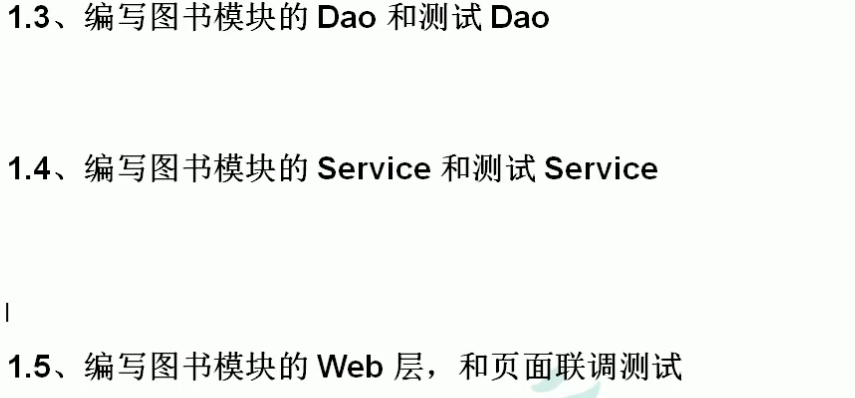 1.3、编写图书模块的 Dao 和测试 Dao
1.4、编写图书模块的 Service 和测试 Service
1.5、编写图书模块的 Web 层，和页面联调测试